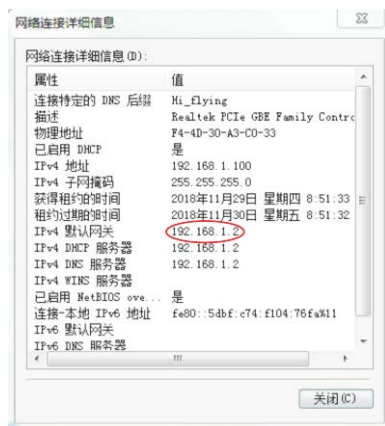 网络连接详细信息
网络连接详细信息(D):
属性 值
连接特定的 DNS 后缀 Hi_flying
描述 Realtek PCIe GBE Family Contro
物理地址 F4-4D-30-A3-C0-33
已启用 DHCP 是
IPv4 地址 192.168.1.100
IPv4 子网掩码 255.255.255.0
获得租约的时间 2018年11月29日 星期四 8:51:33
租约过期的时间 2018年11月30日 星期五 8:51:32
IPv4 默认网关 192.168.1.2
IPv4 DHCP 服务器 192.168.1.2
IPv4 DNS 服务器 192.168.1.2
IPv4 WINS 服务器
已启用 NetBIOS ove... 是
连接-本地 IPv6 地址 fe80::5dbf:c74:f104:76fa%11
IPv6 默认网关
IPv6 DNS 服务器
关闭(C)